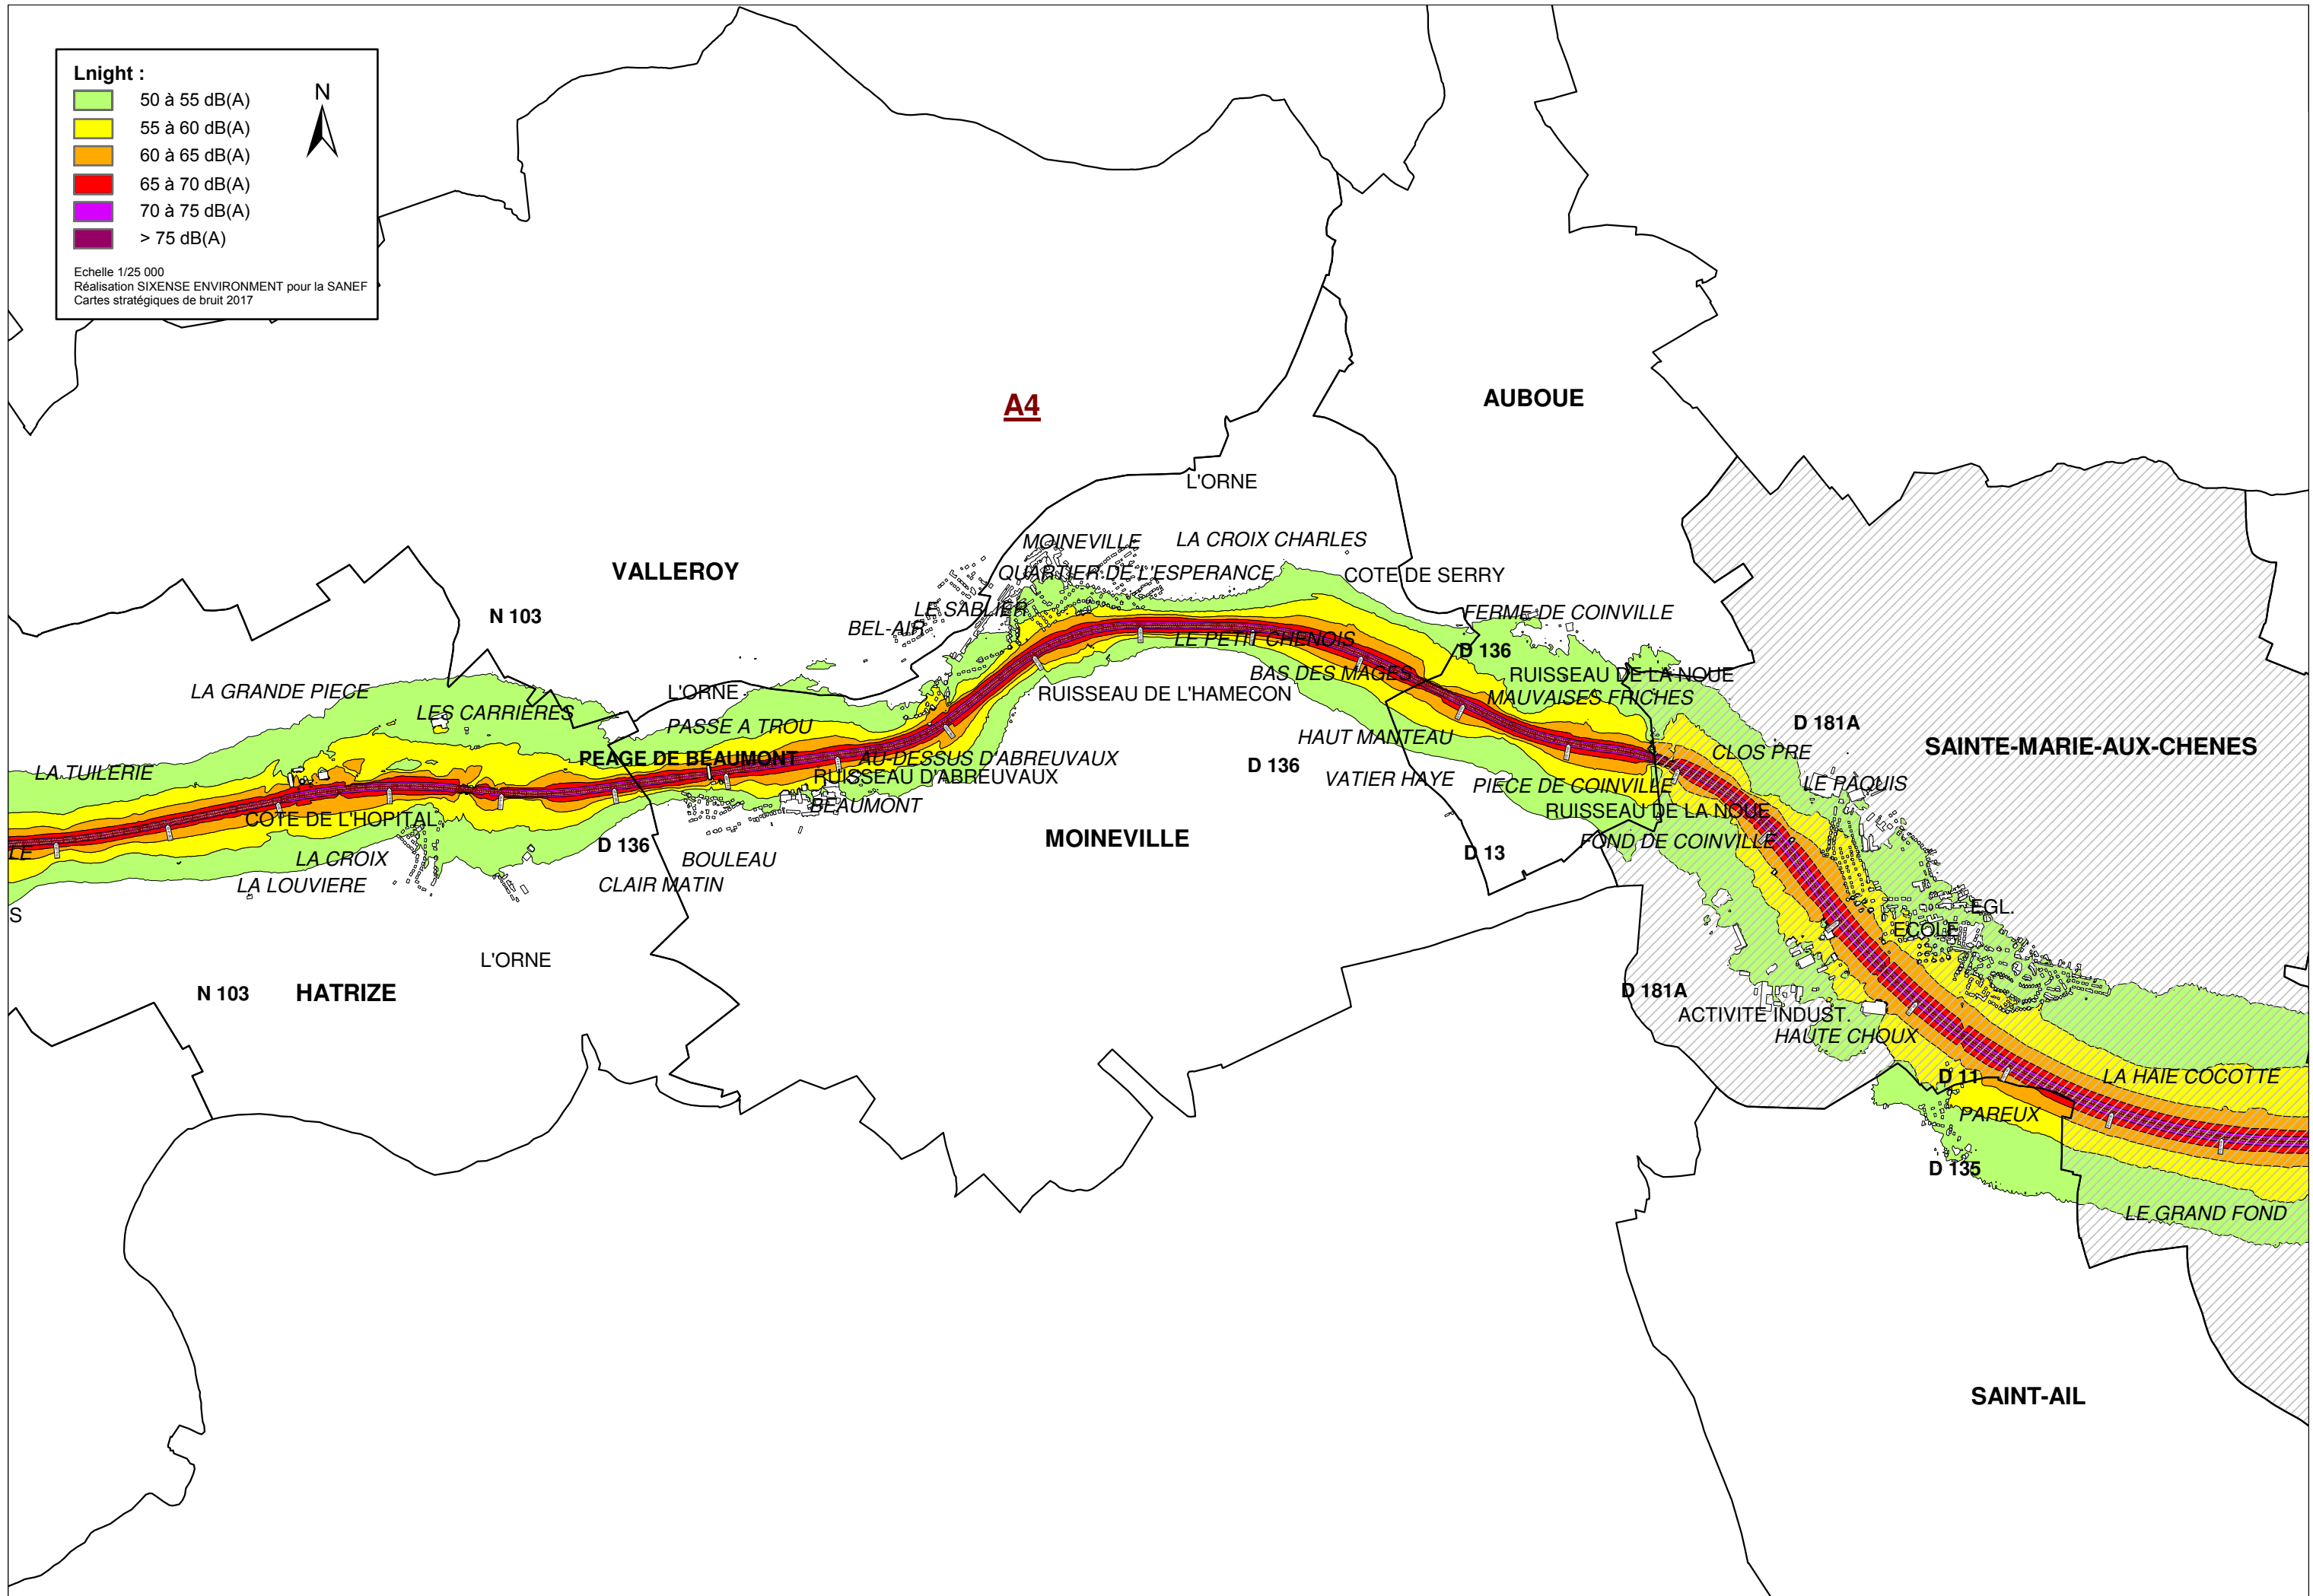 Lnight :
N
50 à 55 dB(A)
55 à 60 dB(A)
60 à 65 dB(A)
65 à 70 dB(A)
70 à 75 dB(A)
> 75 dB(A)
Echelle 1/25 000
Réalisation SIXENSE ENVIRONMENT pour la SANEF
Cartes stratégiques de bruit 2017
A4
AUBOUE
L'ORNE
MOINEVILLE
LA CROIX CHARLES
VALLEROY
QUARTIER DE L'ESPERANCE
COTE DE SERRY
N 103
LE SABLIER
FERME DE COINVILLE
BEL-AIR
LE PETIT CHENOIS
D 136
BAS DES MAGES
RUISSEAU DE LA NOUE
LA GRANDE PIECE
L'ORNE
RUISSEAU DE L'HAMECON
MAUVAISES FRICHES
LES CARRIERES
PASSE A TROU
D 181A
HAUT MANTEAU
SAINTE-MARIE-AUX-CHENES
CLOS PRE
PEAGE DE BEAUMONT
AU-DESSUS D'ABREUVAUX
D 136
LA TUILERIE
RUISSEAU D'ABREUVAUX
VATIER HAYE
PIECE DE COINVILLE
LE PAQUIS
BEAUMONT
RUISSEAU DE LA NOUE
COTE DE L'HOPITAL
MOINEVILLE
FOND DE COINVILLE
D 136
LE
D 13
LA CROIX
BOULEAU
LA LOUVIERE
CLAIR MATIN
EGL.
S
ECOLE
L'ORNE
N 103
HATRIZE
D 181A
ACTIVITE INDUST.
HAUTE CHOUX
D 11
LA HAIE COCOTTE
PAREUX
D 135
LE GRAND FOND
SAINT-AIL